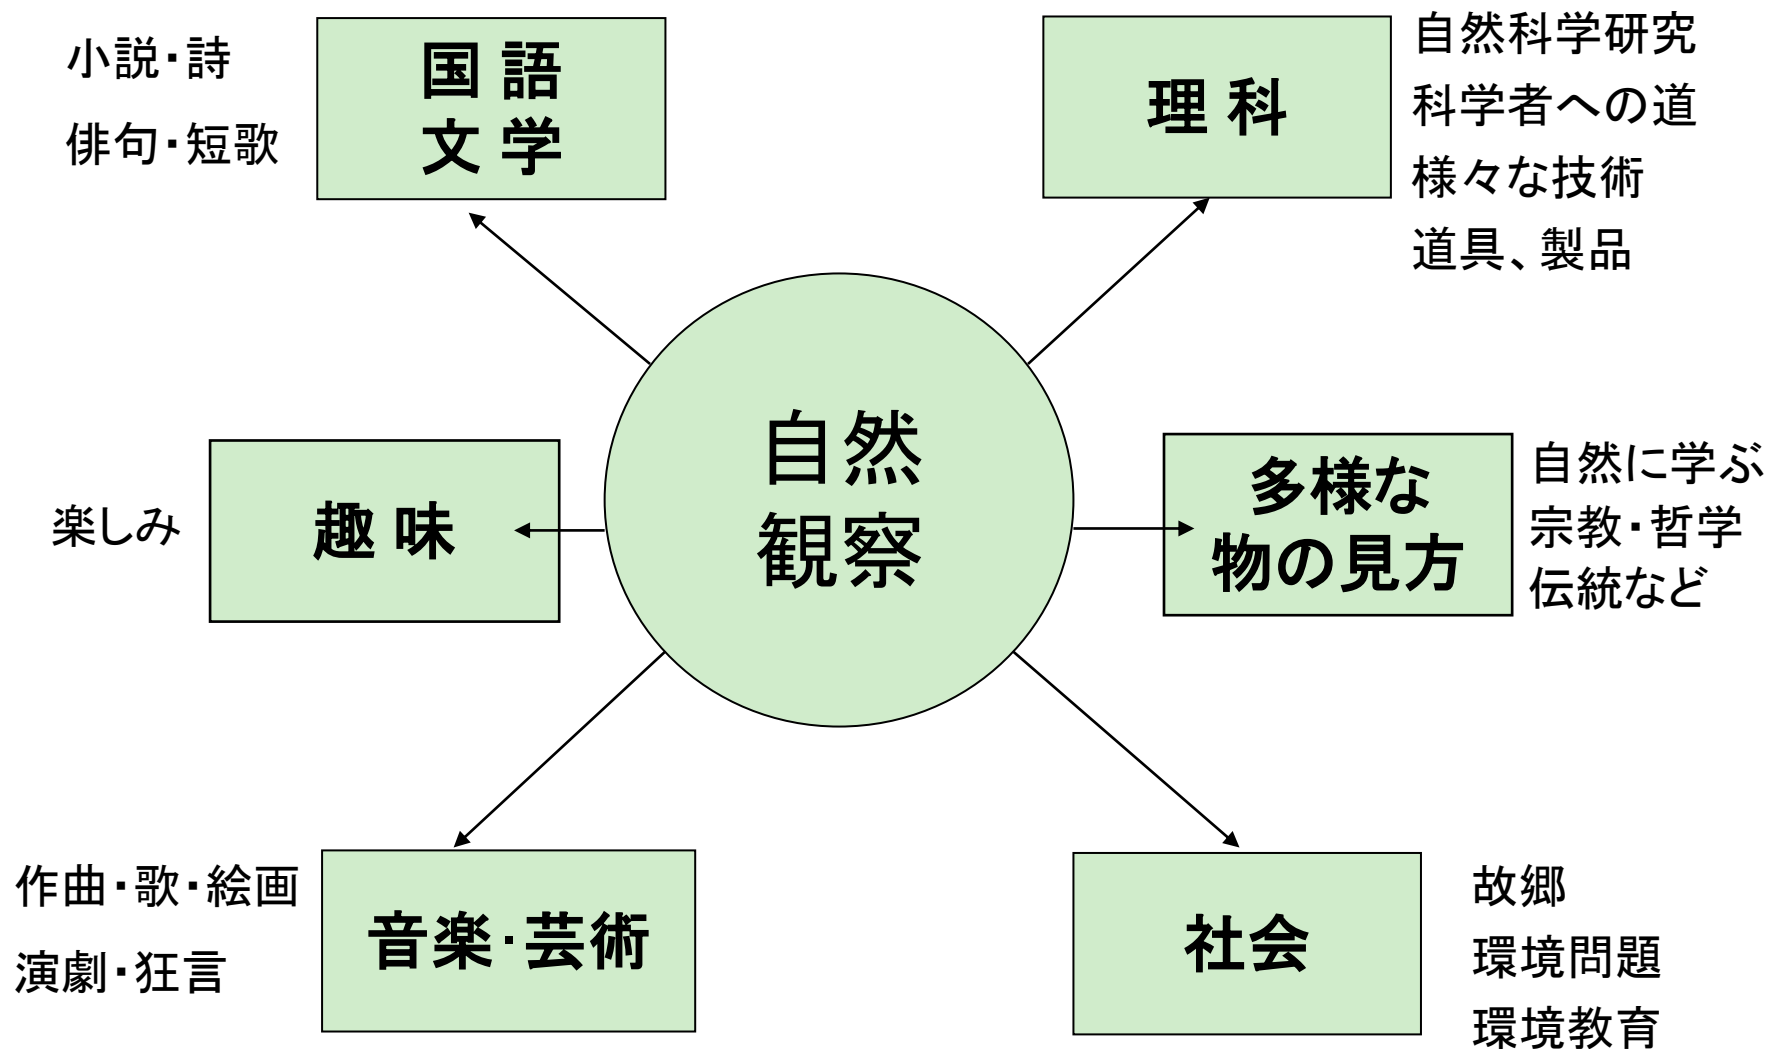 小説・詩
俳句・短歌
国語
文学
理科
自然科学研究
科学者への道
様々な技術
道具、製品
自然
観察
楽しみ
趣味
多様な
物の見方
自然に学ぶ
宗教・哲学
伝統など
作曲・歌・絵画
演劇・狂言
音楽・芸術
社会
故郷
環境問題
環境教育